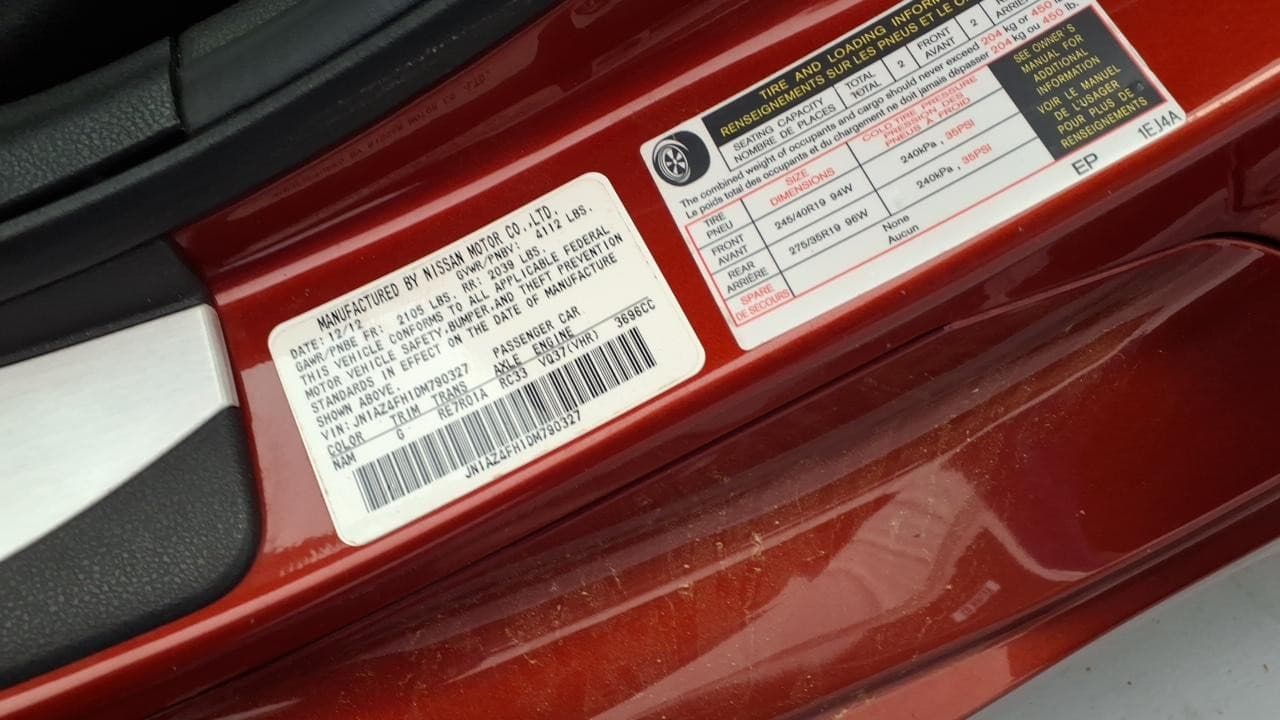 MANUFACTURED BY NISSAN MOTOR CO.,LTD.
DATE: 12/12 GVWR/PNBV: 4112 LBS.
GAWR/PNBE FR: 2105 LBS. RR: 2039 LBS.
THIS VEHICLE CONFORMS TO ALL APPLICABLE FEDERAL
MOTOR VEHICLE SAFETY,BUMPER,AND THEFT PREVENTION
STANDARDS IN EFFECT ON THE DATE OF MANUFACTURE
SHOWN ABOVE.
VIN:JN1AZ4FH1DM790327 PASSENGER CAR
COLOR TRIM TRANS AXLE ENGINE 3696CC
NAM G RE7R01A RC33 VQ37(VHR)
JN1AZ4FH1DM790327
TIRE AND LOADING
RENSEIGNEMENTS SUR LES PNEUS ET LE
SEATING CAPACITY TOTAL 2 FRONT 2
NOMBRE DE PLACES TOTAL AVANT
The combined weight of occupants and cargo should never exceed 204 kg or 450 lb.
Le poids total des occupants et du chargement ne doit jamais dépasser 204 kg ou 450 lb.
TIRE SIZE COLD TIRE PRESSURE
PNEU DIMENSIONS PRESSION DES PNEUS À FROID
FRONT 245/40R19 94W 240kPa , 35PSI
AVANT
REAR 275/35R19 96W 240kPa , 35PSI
ARRIÈRE
SPARE None
DE SECOURS Aucun
SEE OWNER'S
MANUAL FOR
ADDITIONAL
INFORMATION
VOIR LE MANUEL
DE L'USAGER
POUR PLUS DE
RENSEIGNEMENTS
EP 1EJ4A